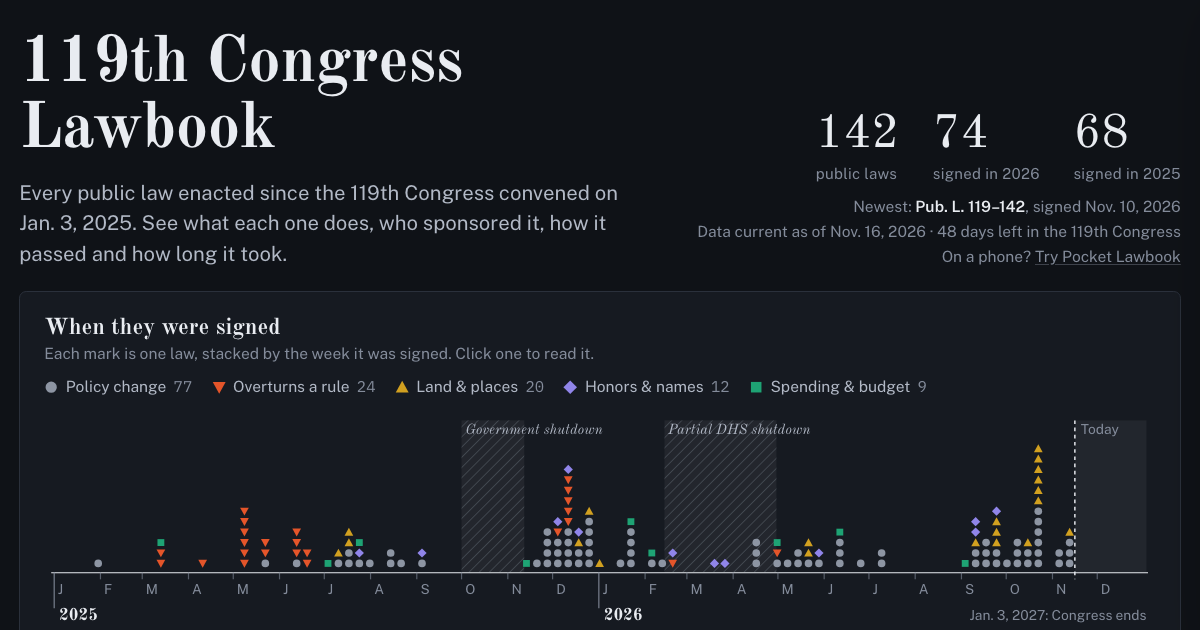 119th Congress
Lawbook
Every public law enacted since the 119th Congress convened on
Jan. 3, 2025. See what each one does, who sponsored it, how it
passed and how long it took.
142 74 68
public laws signed in 2026 signed in 2025
Newest: Pub. L. 119–142, signed Nov. 10, 2026
Data current as of Nov. 16, 2026 · 48 days left in the 119th Congress
On a phone? Try Pocket Lawbook
When they were signed
Each mark is one law, stacked by the week it was signed. Click one to read it.
Policy change 77 Overturns a rule 24 Land & places 20 Honors & names 12 Spending & budget 9
Government shutdown Partial DHS shutdown Today
J F M A M J J A S O N D J F M A M J J A S O N D
2025 2026 Jan. 3, 2027: Congress ends